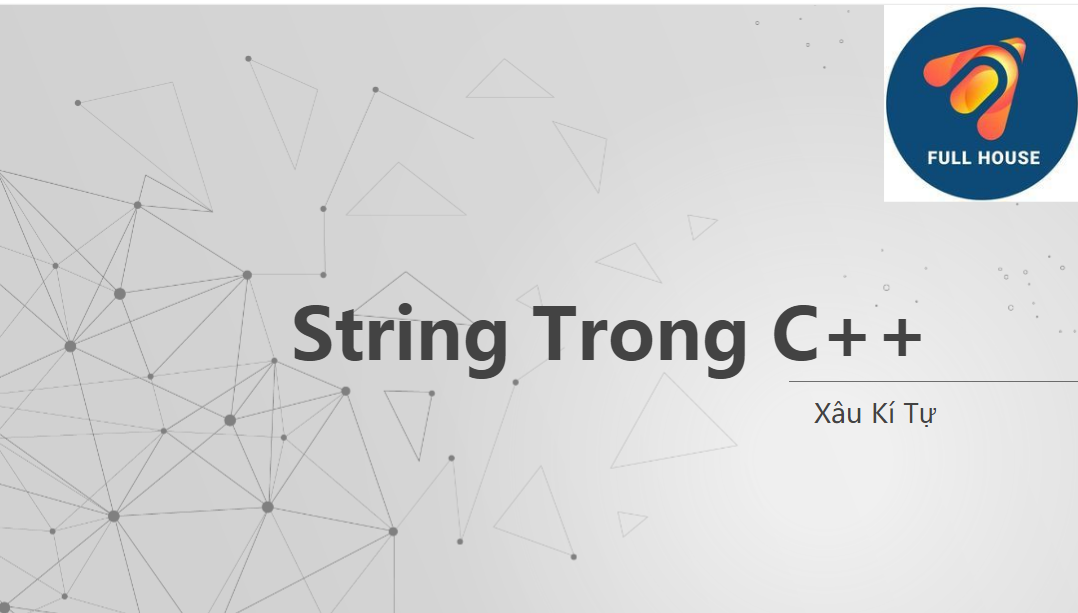 FULL HOUSE
String Trong C++
Xâu Kí Tự